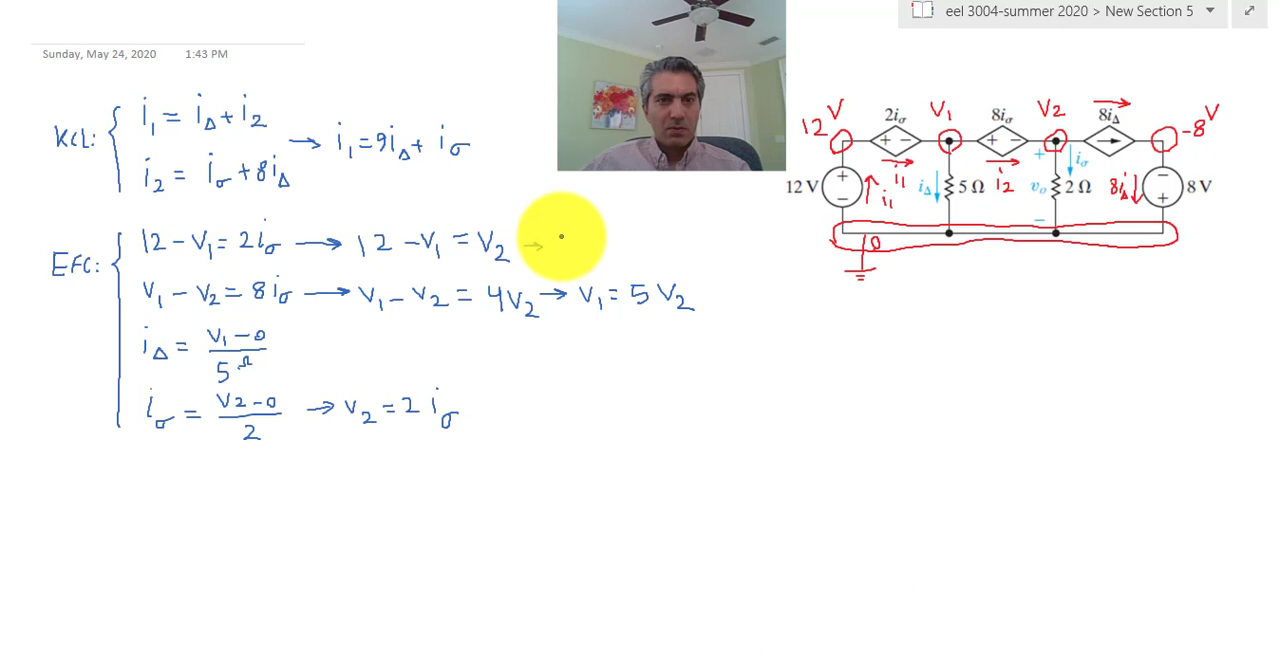 eel 3004-summer 2020 > New Section 5
Sunday, May 24, 2020 1:43 PM
KCL: i₁ = iΔ + i₂
i₂ = iσ + 8iΔ → i₁ = 9iΔ + iσ
EFC: 12 - V₁ = 2iσ → 12 - V₁ = V₂ →
V₁ - V₂ = 8iσ → V₁ - V₂ = 4V₂ → V₁ = 5V₂
iΔ = (V₁ - 0)/5Ω
iσ = (V2 - 0)/2 → V₂ = 2iσ
12 V 2iσ V₁ 8iσ V2 8iΔ -8 V
+ - + - +
i₁ i2 iσ
12 V + - i₁ iΔ 5 Ω vo 2 Ω 8iΔ - + 8 V
-
0